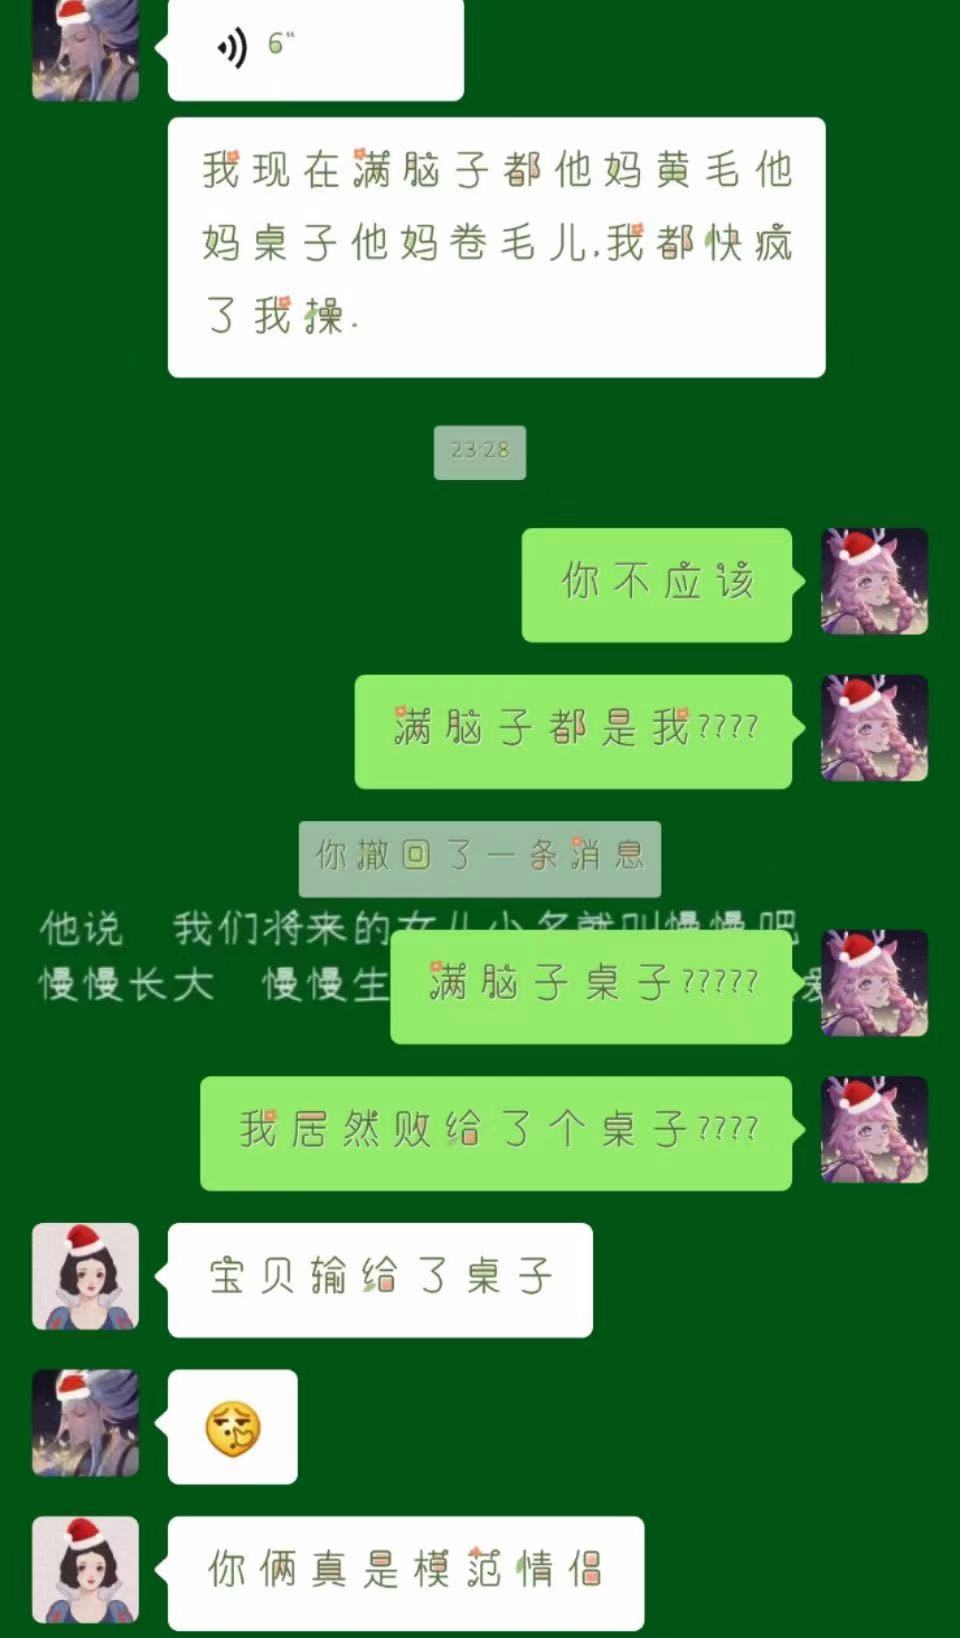 6"
我现在满脑子都他妈黄毛他
妈桌子他妈卷毛儿.我都快疯
了我操.
23:28
你不应该
满脑子都是我????
你撤回了一条消息
他说 我们将来的女儿小名就叫慢慢吧
慢慢长大 慢慢生
满脑子桌子?????
我居然败给了个桌子????
宝贝输给了桌子
你俩真是模范情侣